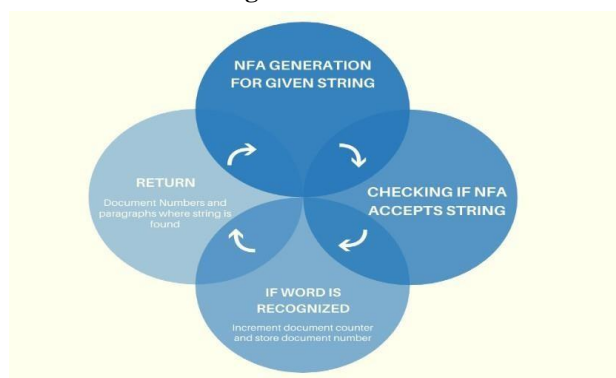 NFA GENERATION
FOR GIVEN STRING
CHECKING IF NFA
ACCEPTS STRING
IF WORD IS
RECOGNIZED
Increment document counter
and store document number
RETURN
Document Numbers and
paragraphs where string is
found